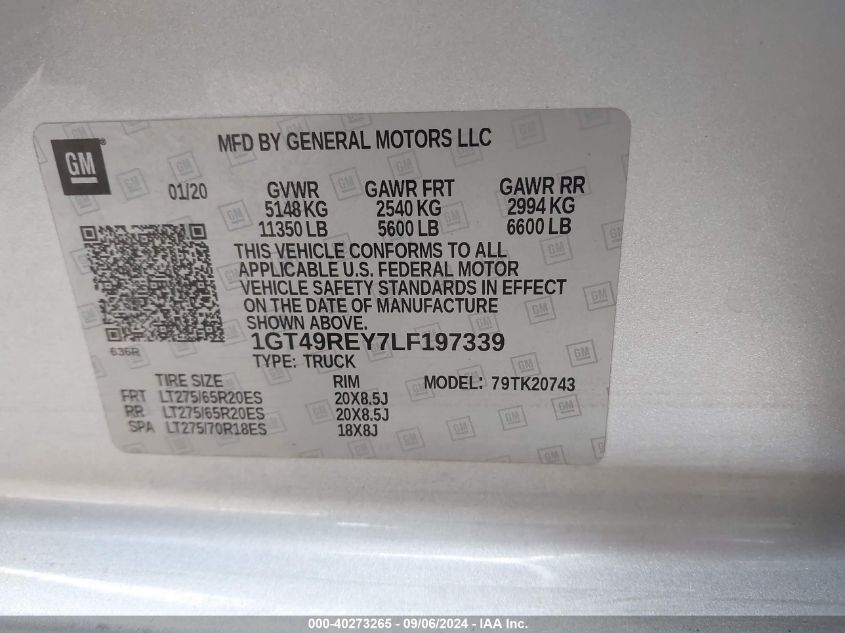 GM
MFD BY GENERAL MOTORS LLC
01/20 GVWR GAWR FRT GAWR RR
5148 KG 2540 KG 2994 KG
11350 LB 5600 LB 6600 LB
THIS VEHICLE CONFORMS TO ALL
APPLICABLE U.S. FEDERAL MOTOR
VEHICLE SAFETY STANDARDS IN EFFECT
ON THE DATE OF MANUFACTURE
SHOWN ABOVE.
636R
1GT49REY7LF197339
TYPE: TRUCK
TIRE SIZE RIM MODEL: 79TK20743
FRT LT275/65R20ES 20X8.5J
RR LT275/65R20ES 20X8.5J
SPA LT275/70R18ES 18X8J
000-40273265 - 09/06/2024 - IAA Inc.